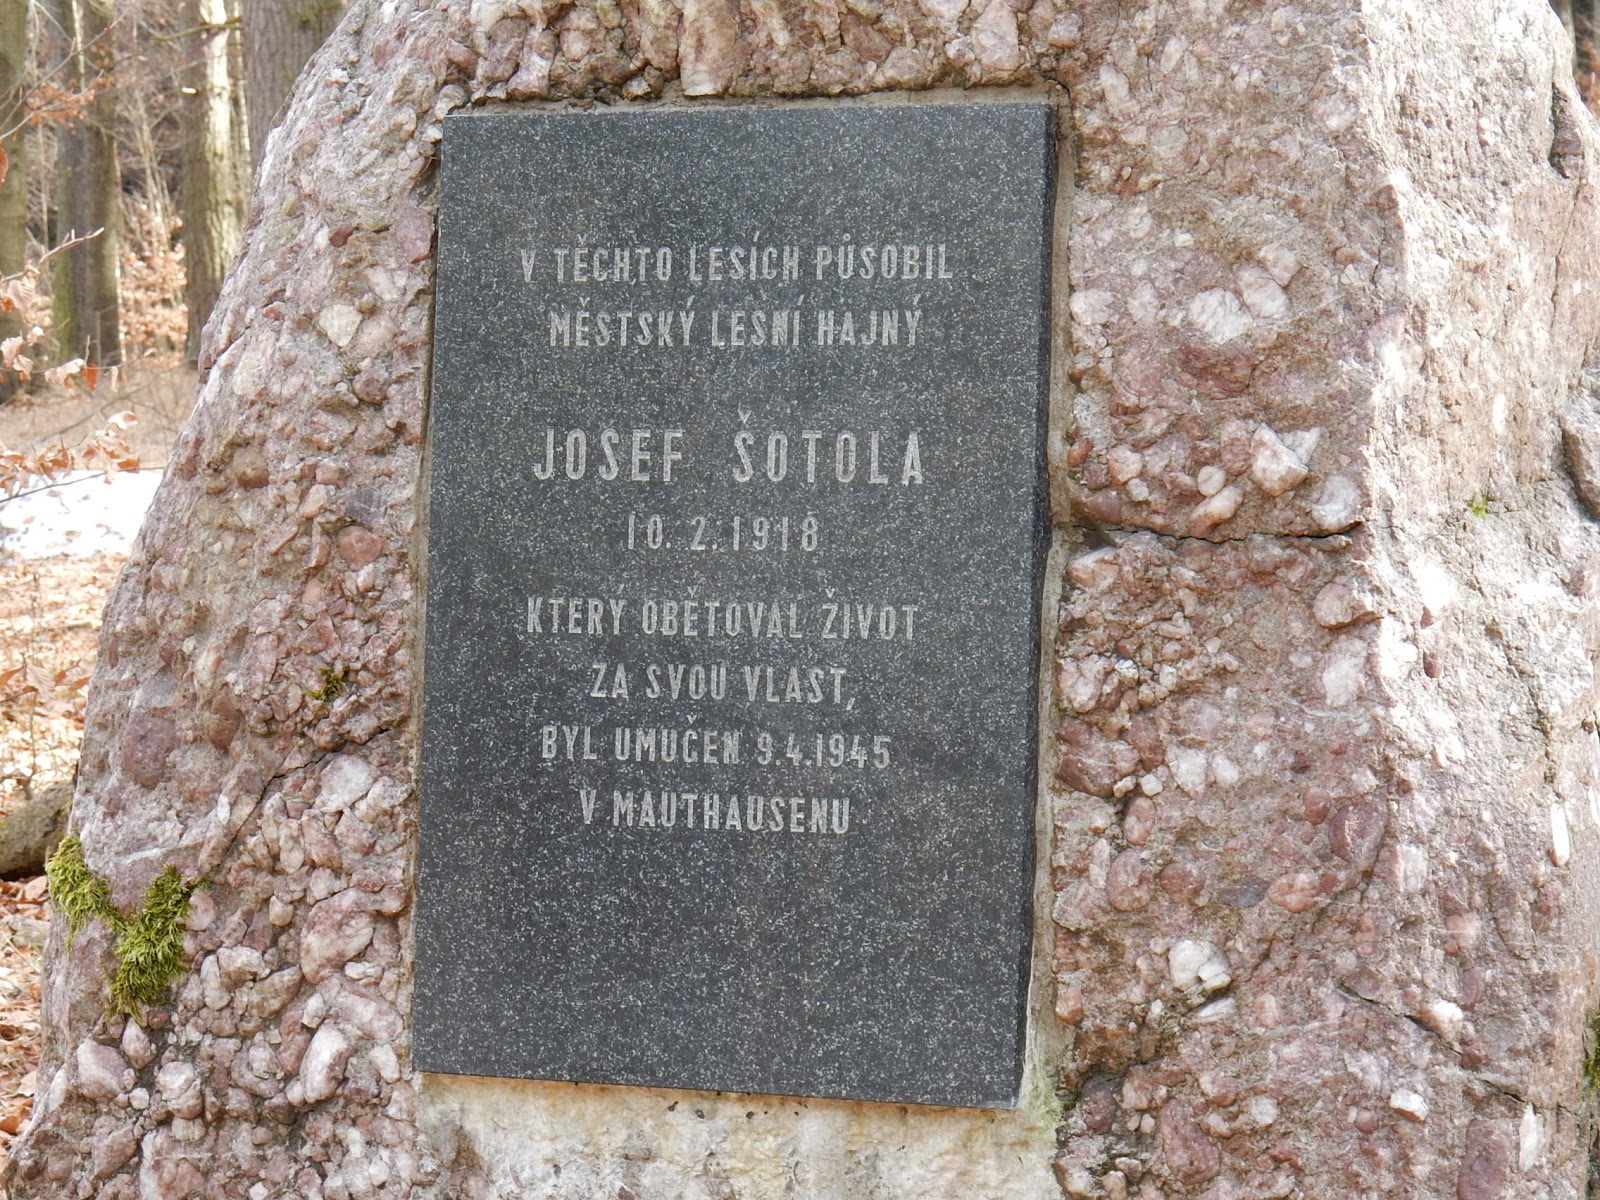 V TĚCHTO LESÍCH PŮSOBIL
MĚSTSKÝ LESNÍ HAJNÝ
JOSEF ŠOTOLA
10. 2. 1918
KTERÝ OBĚTOVAL ŽIVOT
ZA SVOU VLAST,
BYL UMUČEN 9.4.1945
V MAUTHAUSENU